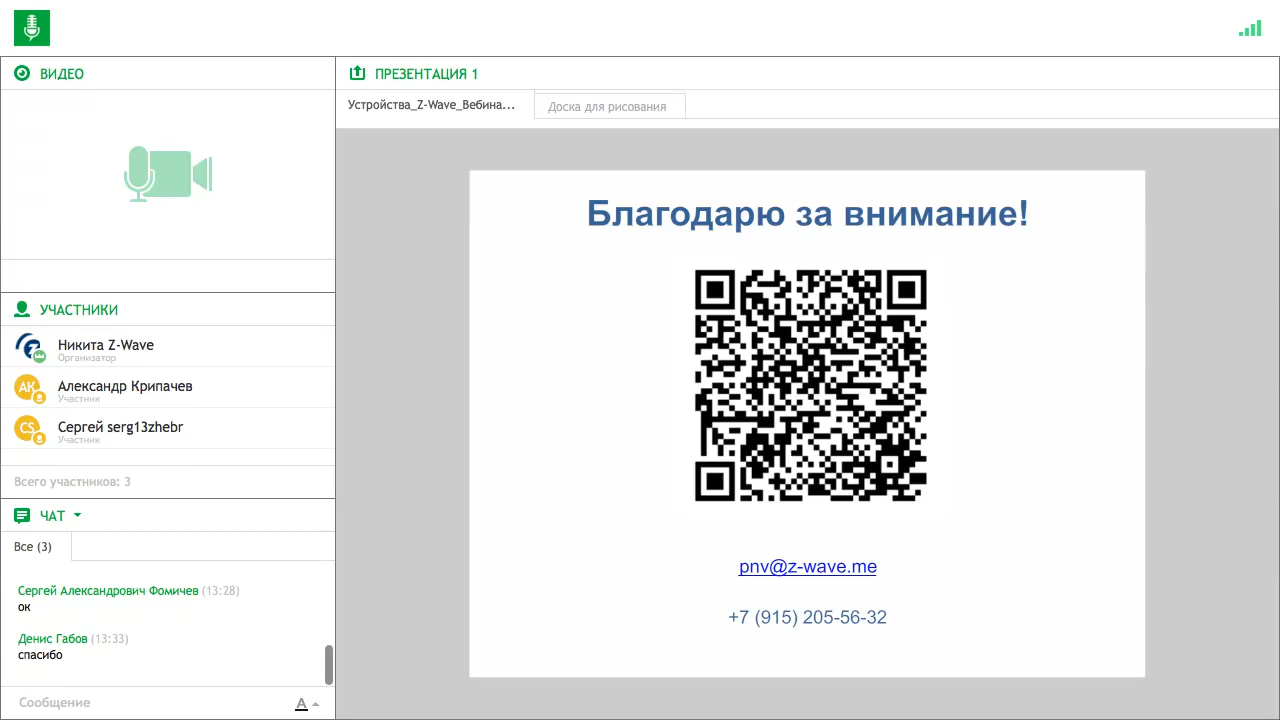 ВИДЕО
УЧАСТНИКИ
Никита Z-Wave
Организатор
АК
Александр Крипачев
Участник
CS
Сергей serg13zhebr
Участник
Всего участников: 3
ЧАТ
Все (3)
Сергей Александрович Фомичев (13:28)
ок
Денис Габов (13:33)
спасибо
Сообщение
А
ПРЕЗЕНТАЦИЯ 1
Устройства_Z-Wave_Вебина...
Доска для рисования
Благодарю за внимание!
pnv@z-wave.me
+7 (915) 205-56-32